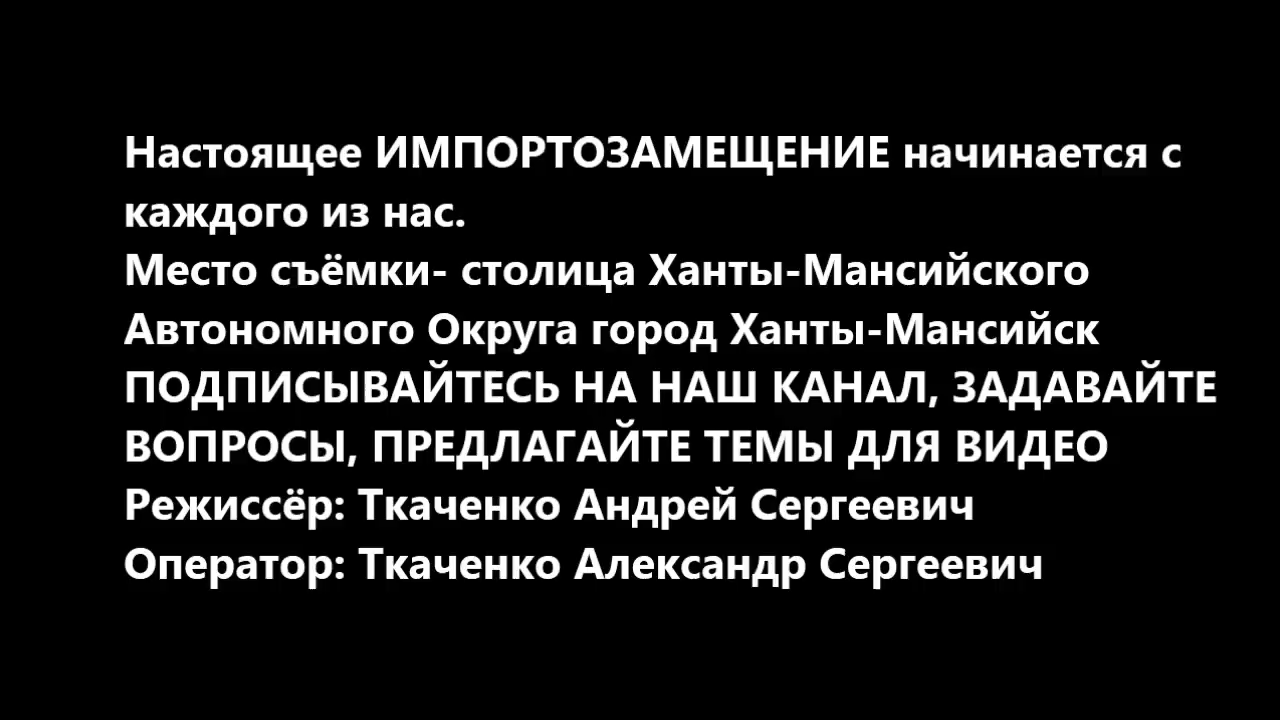 Настоящее ИМПОРТОЗАМЕЩЕНИЕ начинается с
каждого из нас.
Место съёмки- столица Ханты-Мансийского
Автономного Округа город Ханты-Мансийск
ПОДПИСЫВАЙТЕСЬ НА НАШ КАНАЛ, ЗАДАВАЙТЕ
ВОПРОСЫ, ПРЕДЛАГАЙТЕ ТЕМЫ ДЛЯ ВИДЕО
Режиссёр: Ткаченко Андрей Сергеевич
Оператор: Ткаченко Александр Сергеевич